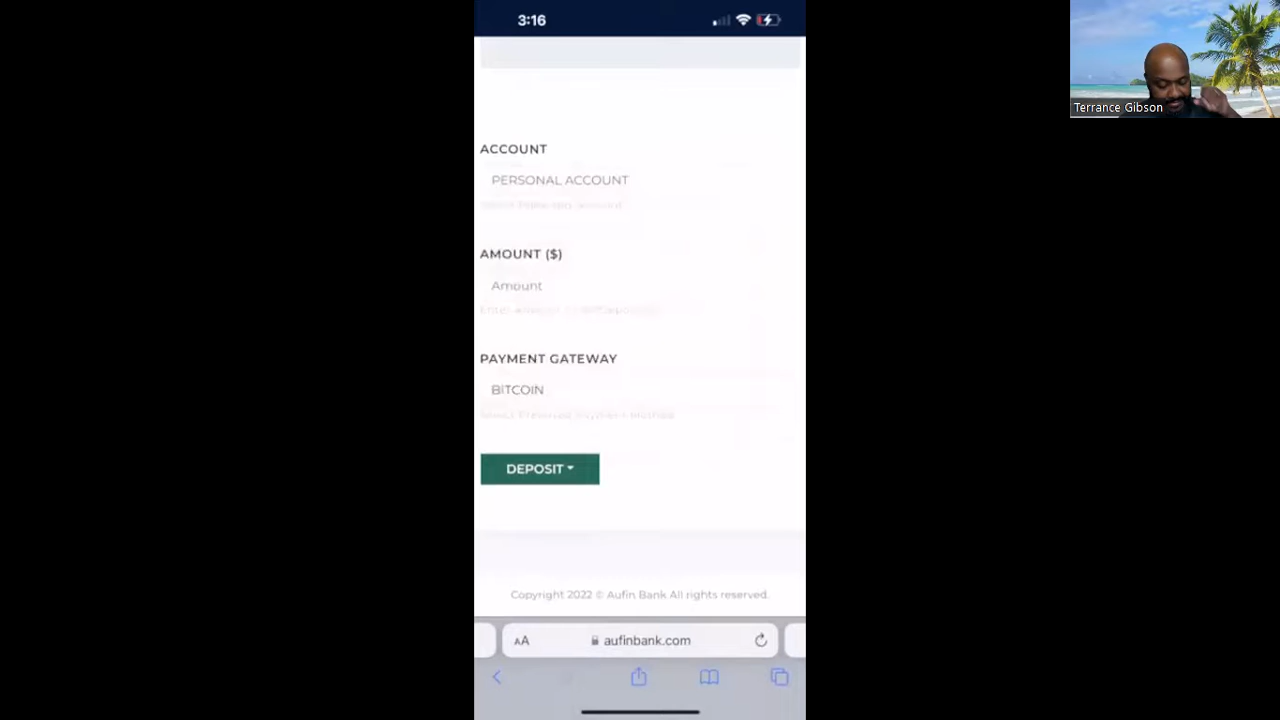 3:16
Terrance Gibson
ACCOUNT
PERSONAL ACCOUNT
AMOUNT ($)
Amount
PAYMENT GATEWAY
BITCOIN
DEPOSIT
Copyright 2022 © Aufin Bank All rights reserved.
AA
aufinbank.com